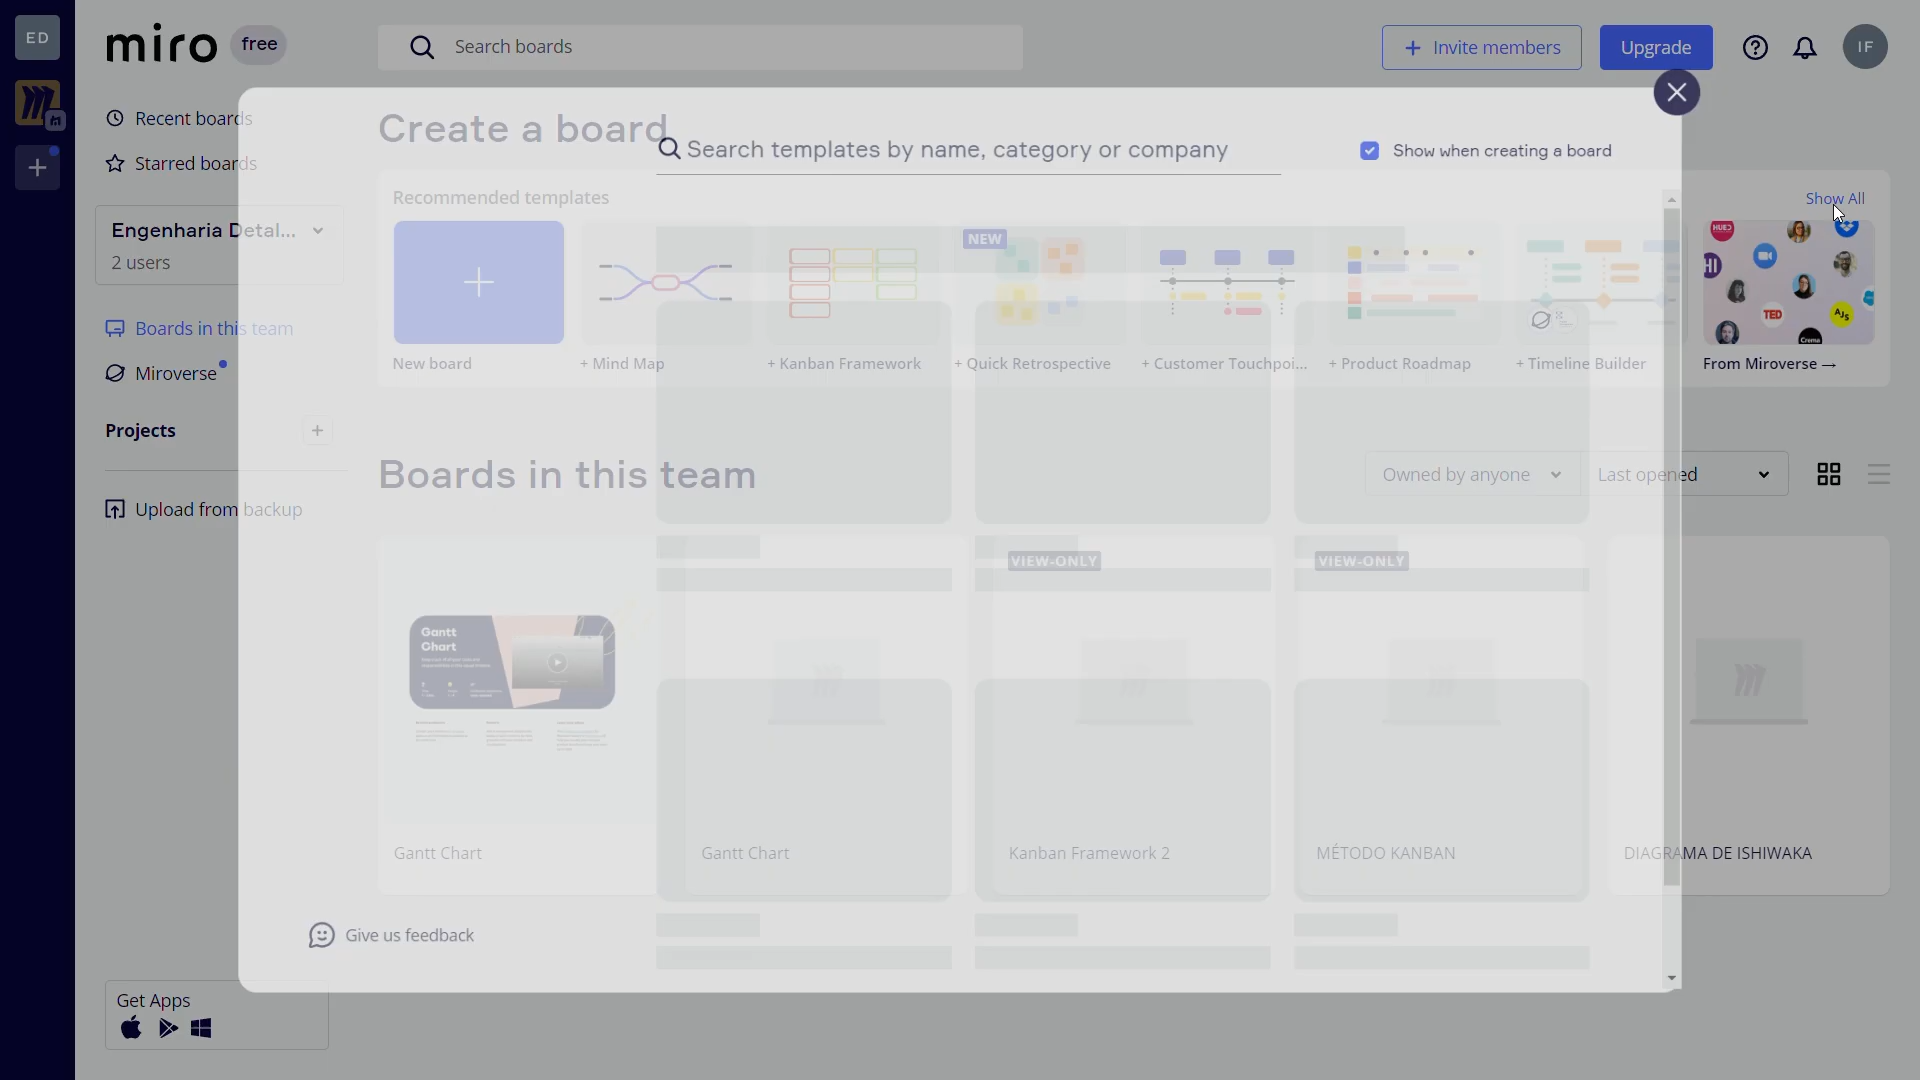 ED
miro
free
Search boards
+ Invite members
Upgrade
IF
Recent boards
Starred boards
Create a board
Search templates by name, category or company
Show when creating a board
Recommended templates
Show All
Engenharia Detal...
2 users
NEW
HUEO
TED
AJS
Crema
New board
+ Mind Map
+ Kanban Framework
+ Quick Retrospective
+ Customer Touchpoi...
+ Product Roadmap
+ Timeline Builder
From Miroverse →
Boards in this team
Miroverse
Projects
Boards in this team
Owned by anyone
Last opened
Upload from backup
VIEW-ONLY
VIEW-ONLY
Gantt
Chart
Gantt Chart
Gantt Chart
Kanban Framework 2
MÉTODO KANBAN
DIAGRAMA DE ISHIWAKA
Give us feedback
Get Apps